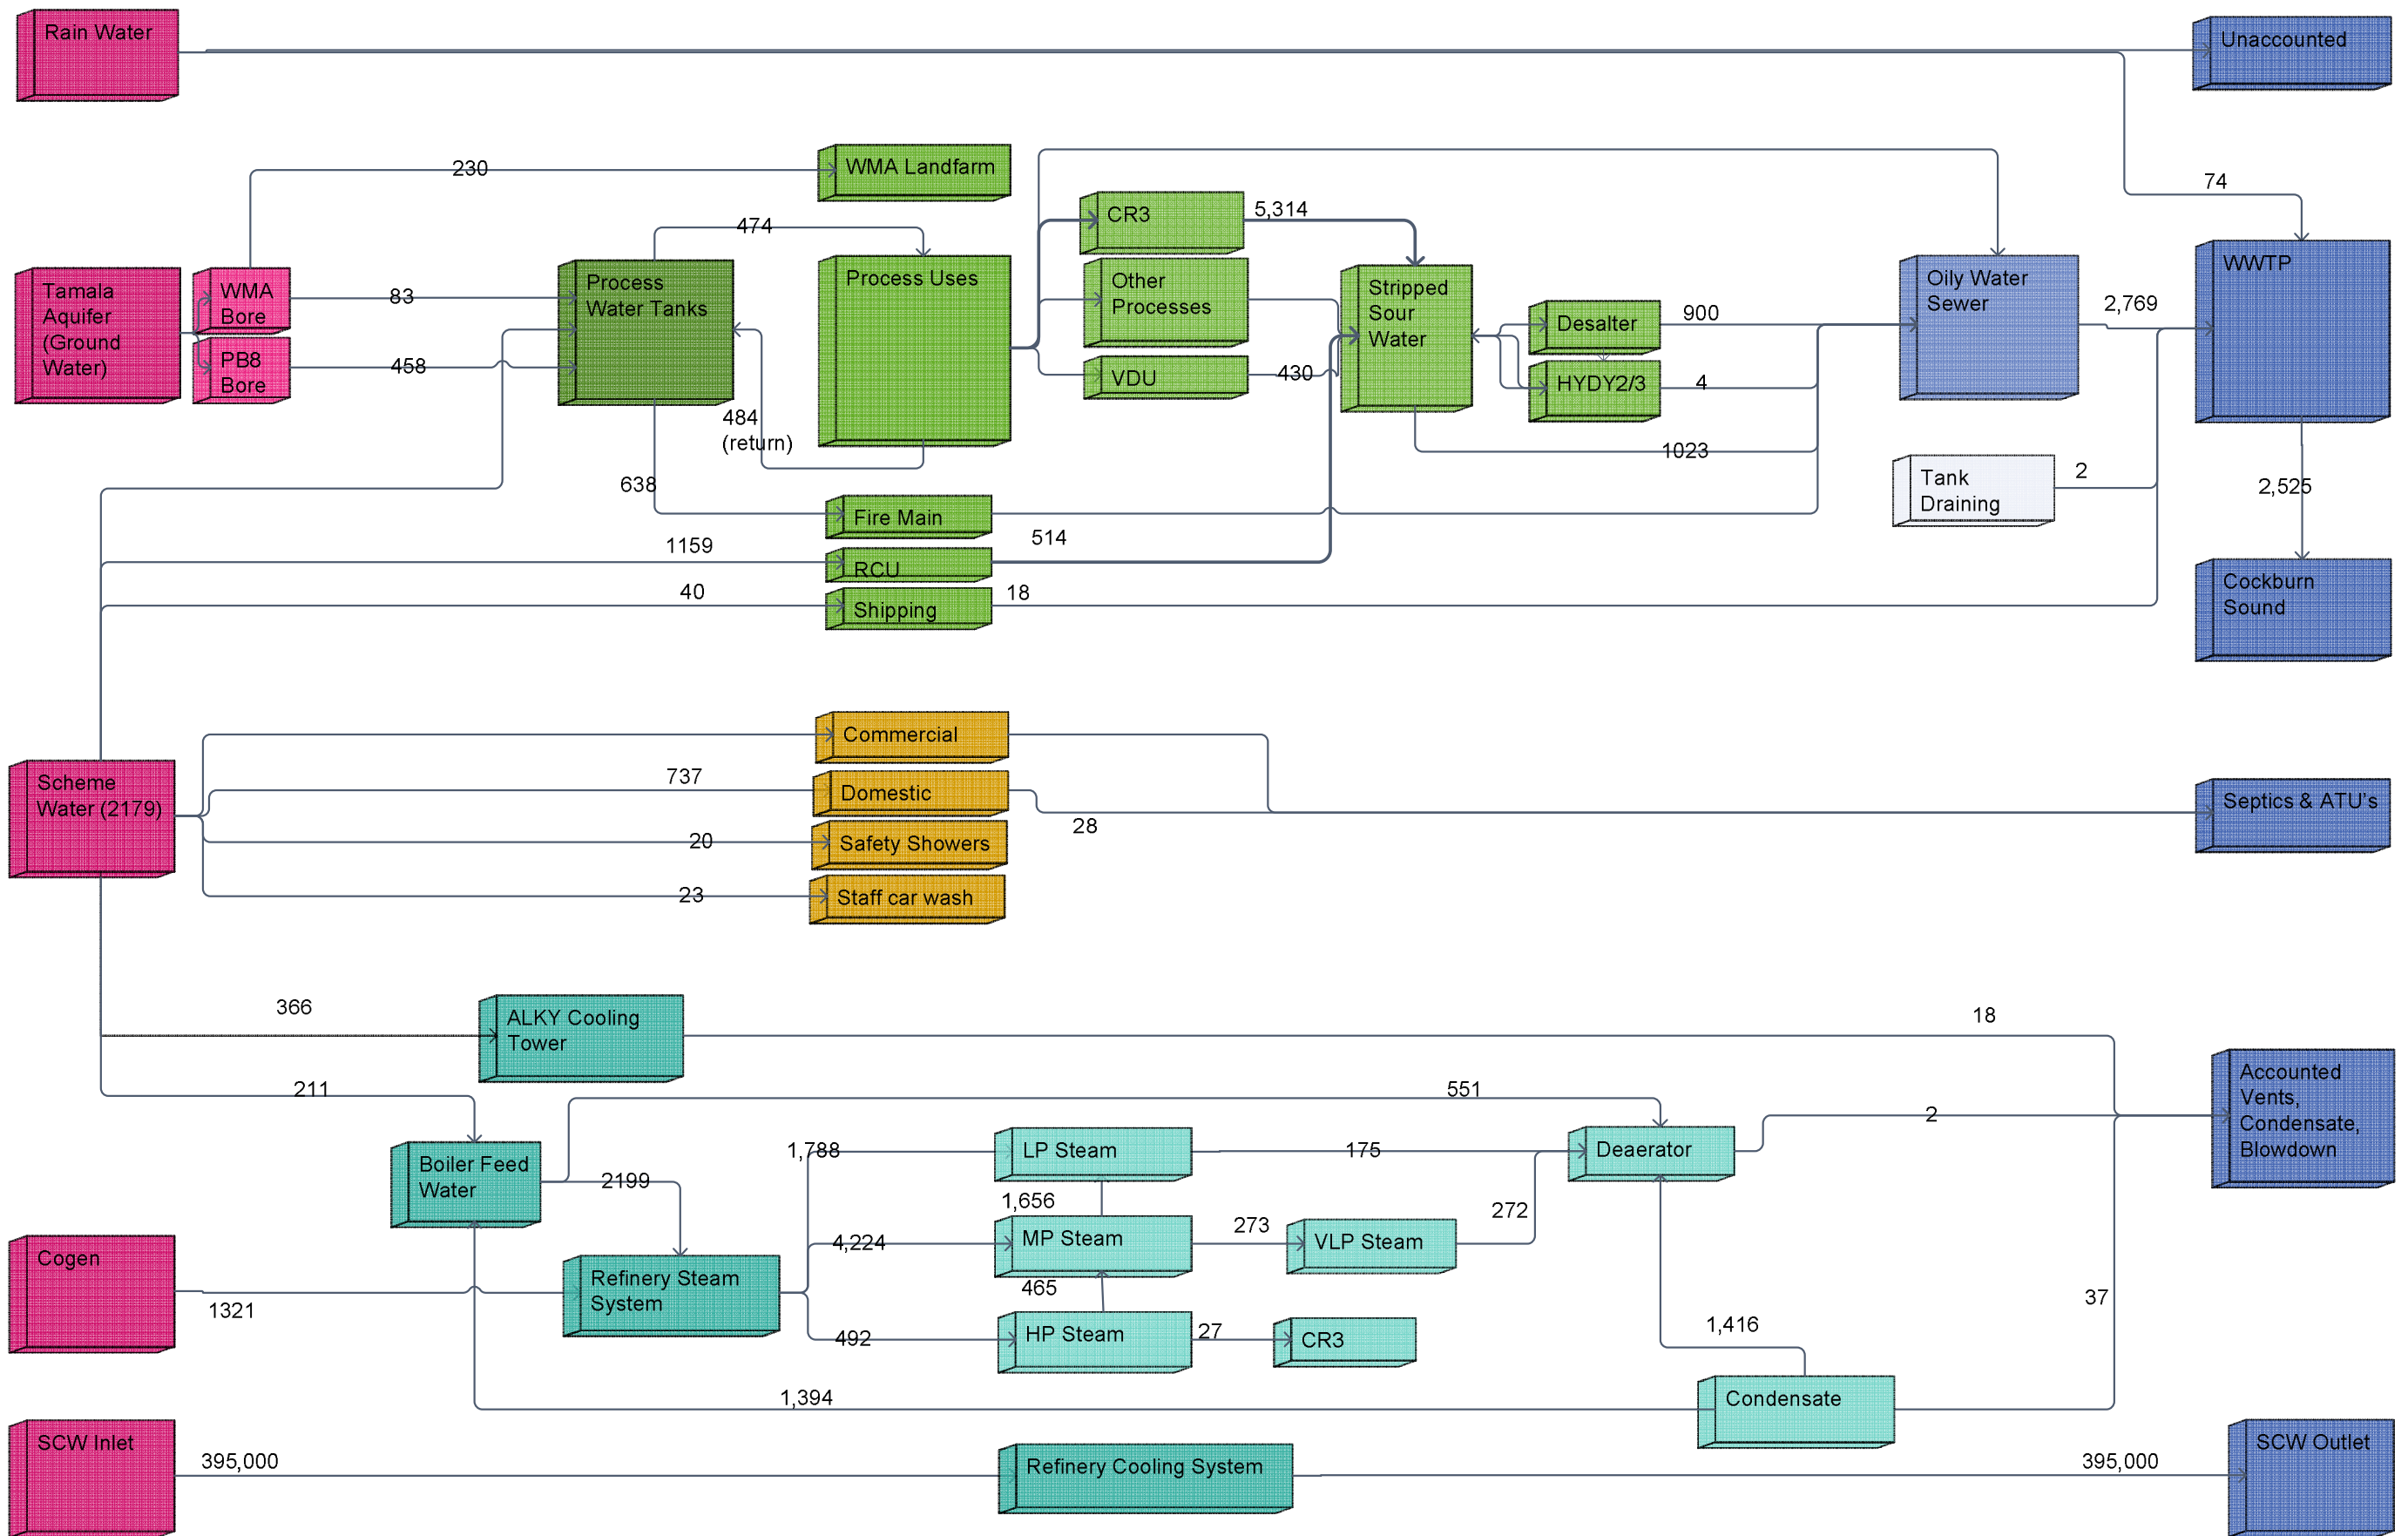 Rain Water
Unaccounted
74
230
WMA Landfarm
CR3
5,314
474
Tamala
Aquifer
(Ground
Water)
WMA
Bore
PB8
Bore
83
458
Process
Water Tanks
Process Uses
Other
Processes
VDU
430
Stripped
Sour
Water
Desalter
900
HYDY2/3
4
1023
Oily Water
Sewer
2,769
WWTP
484
(return)
638
Tank
Draining
2
2,525
Fire Main
514
1159
RCU
40
Shipping
18
Cockburn
Sound
Scheme
Water (2179)
Commercial
737
Domestic
28
Septics & ATU's
20
Safety Showers
23
Staff car wash
366
ALKY Cooling
Tower
18
211
551
Accounted
Vents,
Condensate,
Blowdown
Boiler Feed
Water
2199
1,788
LP Steam
175
Deaerator
2
1,656
4,224
MP Steam
273
VLP Steam
272
Cogen
1321
Refinery Steam
System
465
492
HP Steam
27
CR3
1,416
37
1,394
Condensate
SCW Inlet
395,000
Refinery Cooling System
395,000
SCW Outlet